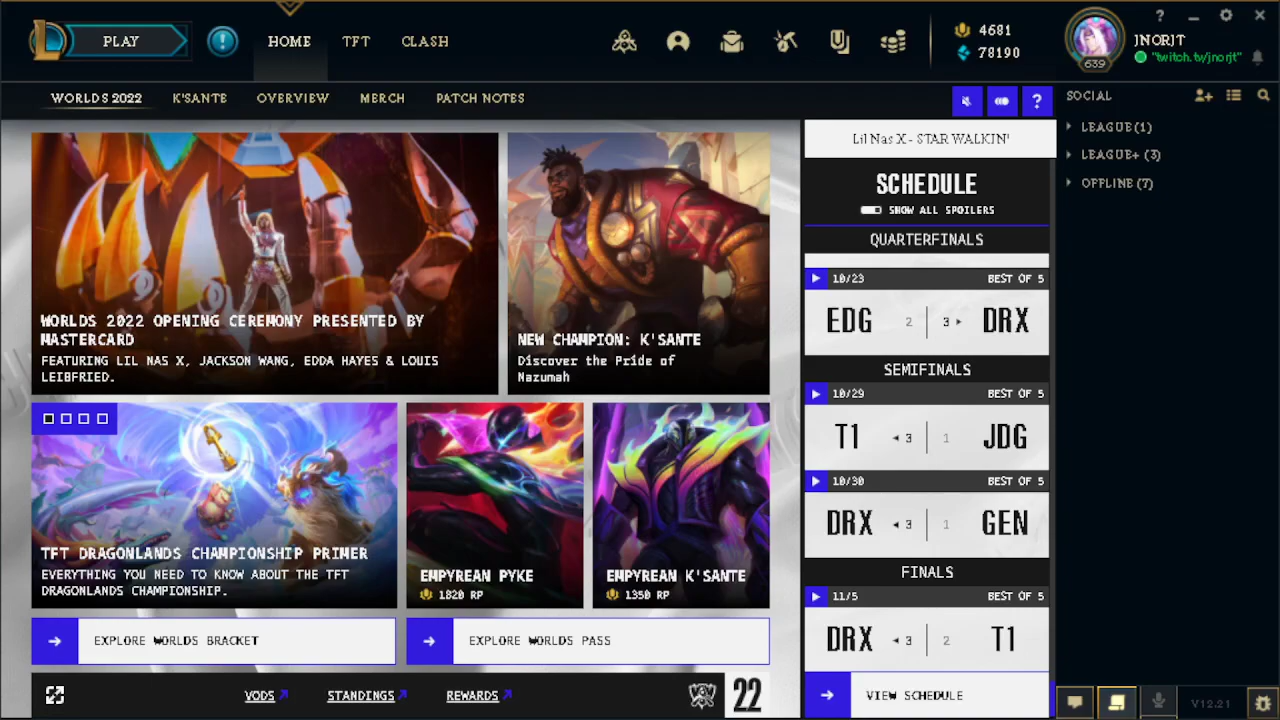 PLAY
HOME
TFT
CLASH
4681
78190
639
JNORJT
"twitch.tv/jnorjt"
WORLDS 2022
K'SANTE
OVERVIEW
MERCH
PATCH NOTES
?
SOCIAL
LEAGUE (1)
LEAGUE+ (3)
OFFLINE (7)
WORLDS 2022 OPENING CEREMONY PRESENTED BY
MASTERCARD
FEATURING LIL NAS X, JACKSON WANG, EDDA HAYES & LOUIS
LEIBFRIED.
NEW CHAMPION: K'SANTE
Discover the Pride of
Nazumah
TFT DRAGONLANDS CHAMPIONSHIP PRIMER
EVERYTHING YOU NEED TO KNOW ABOUT THE TFT
DRAGONLANDS CHAMPIONSHIP.
EMPYREAN PYKE
1820 RP
EMPYREAN K'SANTE
1350 RP
EXPLORE WORLDS BRACKET
EXPLORE WORLDS PASS
VODS
STANDINGS
REWARDS
22
Lil Nas X - STAR WALKIN'
SCHEDULE
SHOW ALL SPOILERS
QUARTERFINALS
10/23 BEST OF 5
EDG 2 3 DRX
SEMIFINALS
10/29 BEST OF 5
T1 3 1 JDG
10/30 BEST OF 5
DRX 3 1 GEN
FINALS
11/5 BEST OF 5
DRX 3 2 T1
VIEW SCHEDULE
V12.21